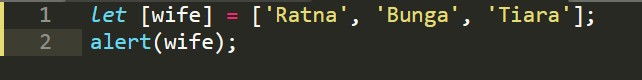 1 let [wife] = ['Ratna', 'Bunga', 'Tiara'];
2 alert(wife);